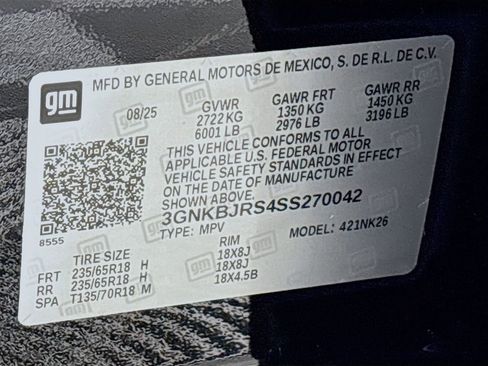 gm MFD BY GENERAL MOTORS DE MEXICO, S. DE R.L. DE C.V.
08/25 GVWR GAWR FRT GAWR RR
2722 KG 1350 KG 1450 KG
6001 LB 2976 LB 3196 LB
THIS VEHICLE CONFORMS TO ALL
APPLICABLE U.S. FEDERAL MOTOR
VEHICLE SAFETY STANDARDS IN EFFECT
ON THE DATE OF MANUFACTURE
SHOWN ABOVE
8555 3GNKBJRS4SS270042
TYPE: MPV MODEL: 421NK26
TIRE SIZE RIM
FRT 235/65R18 H 18X8J
RR 235/65R18 H 18X8J
SPA T135/70R18 M 18X4.5B